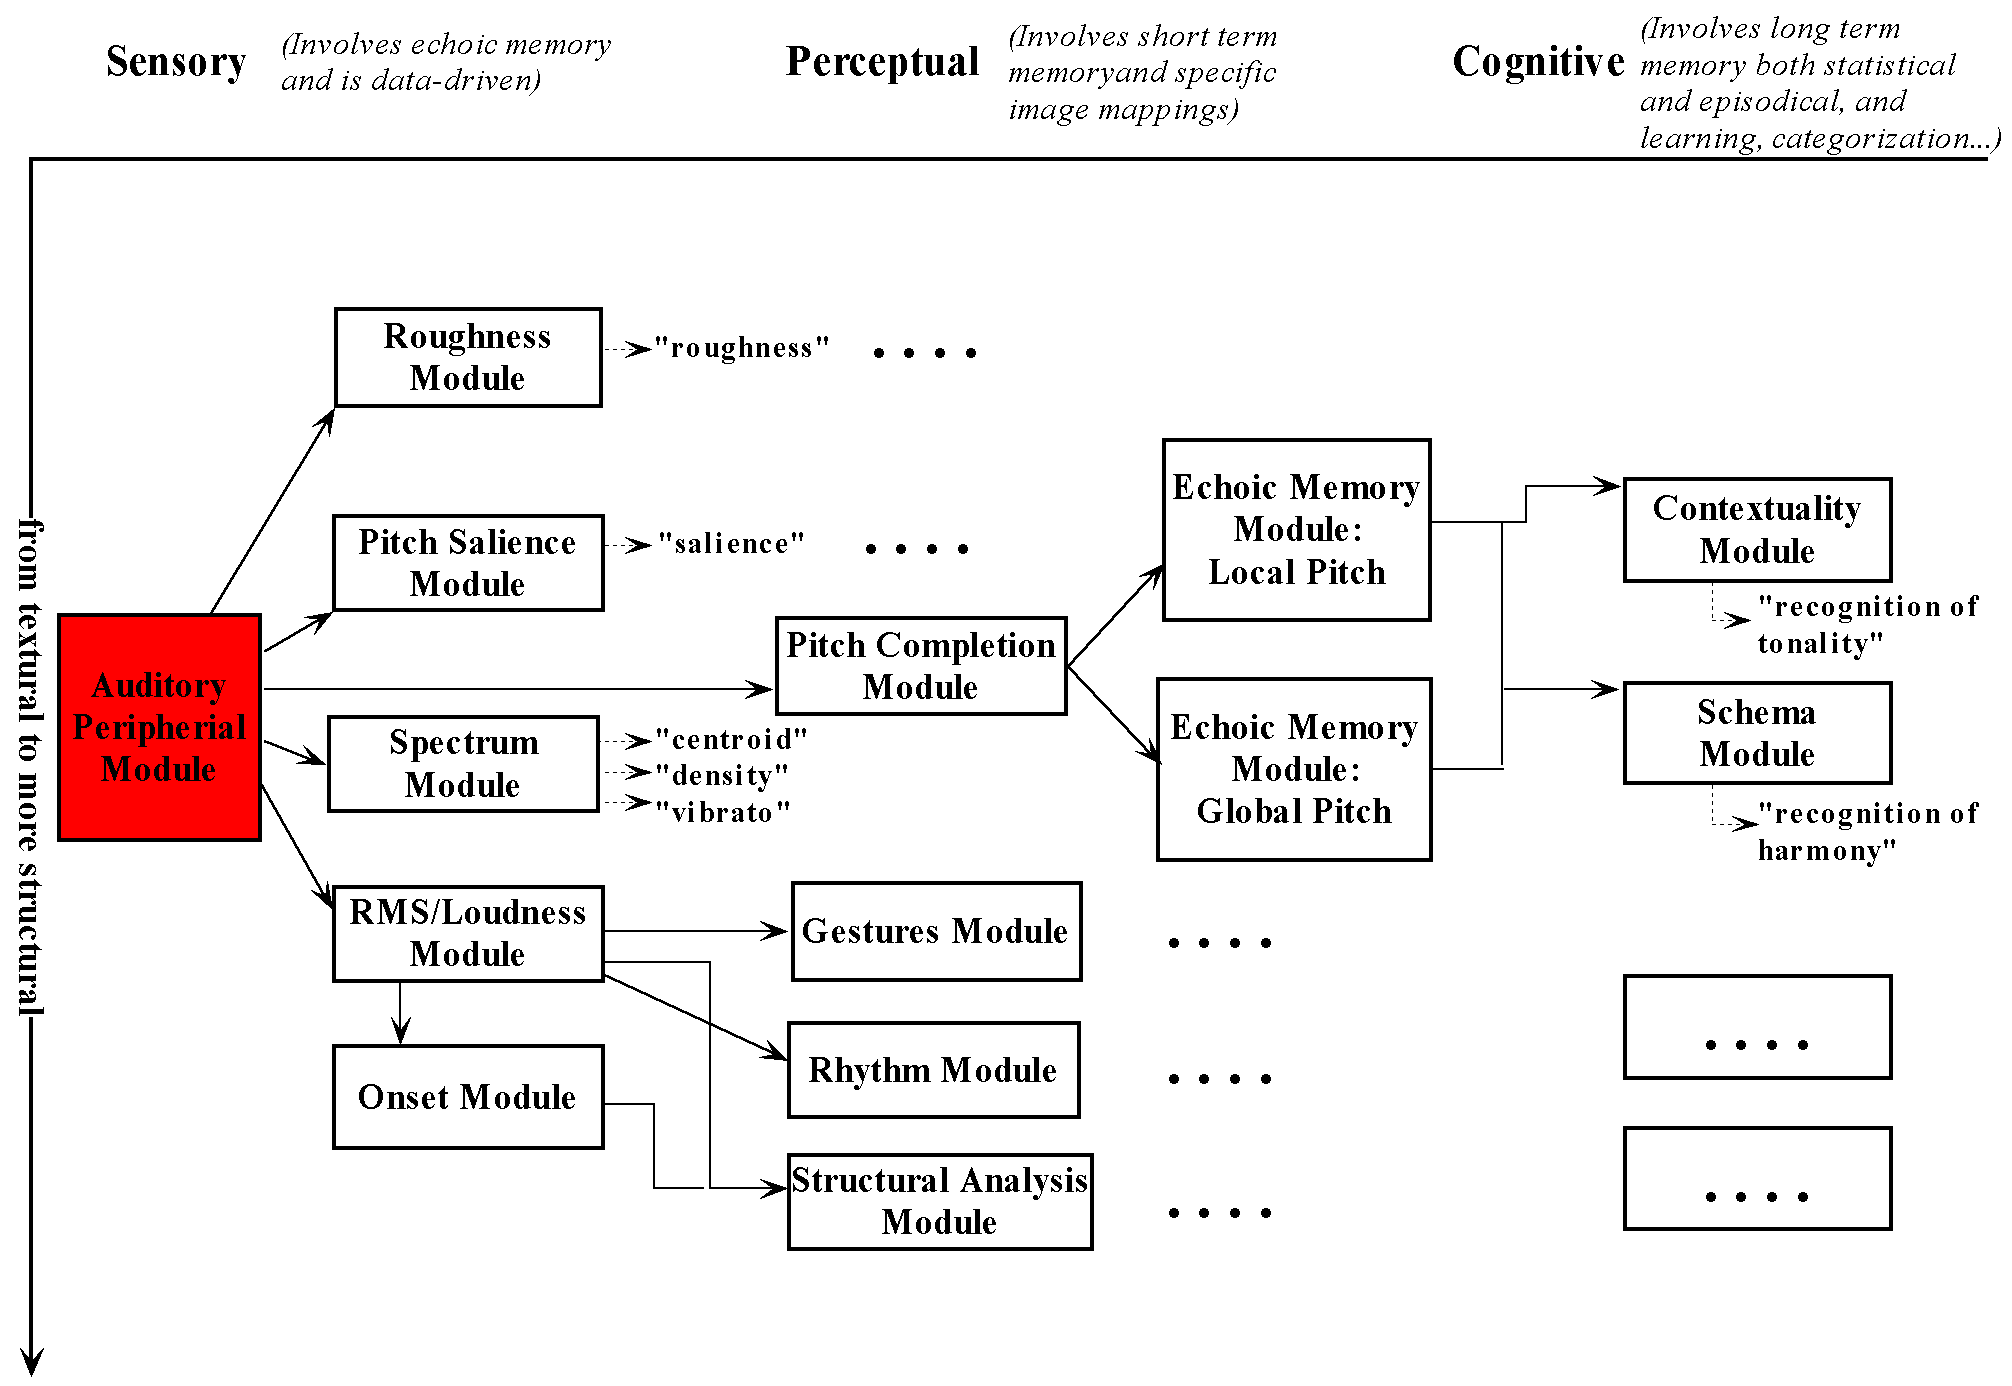 Sensory
(Involves echoic memory
and is data-driven)
Perceptual
(Involves short term
memoryand specific
image mappings)
Cognitive
(Involves long term
memory both statistical
and episodical, and
learning, categorization...)
from textural to more structural
Auditory
Peripherial
Module
Roughness
Module
"roughness"
. . . .
Pitch Salience
Module
"salience"
. . . .
Pitch Completion
Module
Spectrum
Module
"centroid"
"density"
"vibrato"
Echoic Memory
Module:
Local Pitch
Echoic Memory
Module:
Global Pitch
Contextuality
Module
"recognition of
tonality"
Schema
Module
"recognition of
harmony"
RMS/Loudness
Module
Gestures Module
. . . .
Onset Module
Rhythm Module
. . . .
. . . .
Structural Analysis
Module
. . . .
. . . .